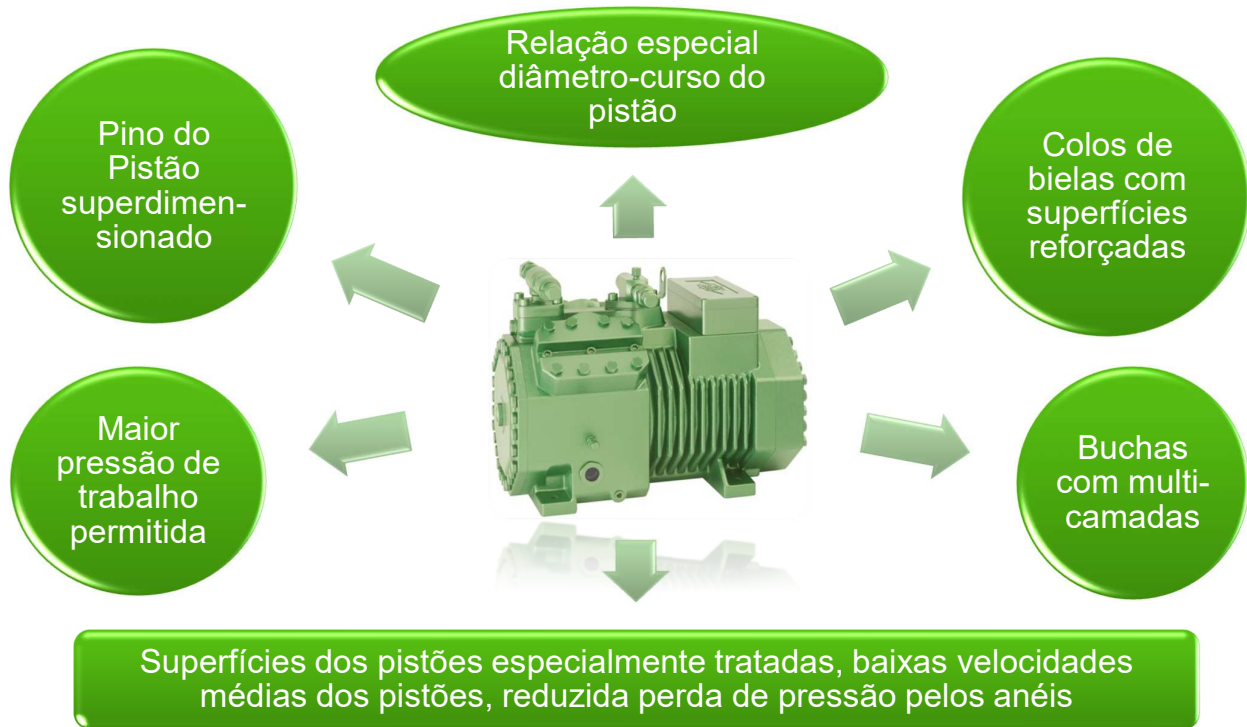 Relação especial
diâmetro-curso do
pistão
Pino do
Pistão
superdimen-
sionado
Colos de
bielas com
superfícies
reforçadas
Maior
pressão de
trabalho
permitida
Buchas
com multi-
camadas
Superfícies dos pistões especialmente tratadas, baixas velocidades
médias dos pistões, reduzida perda de pressão pelos anéis